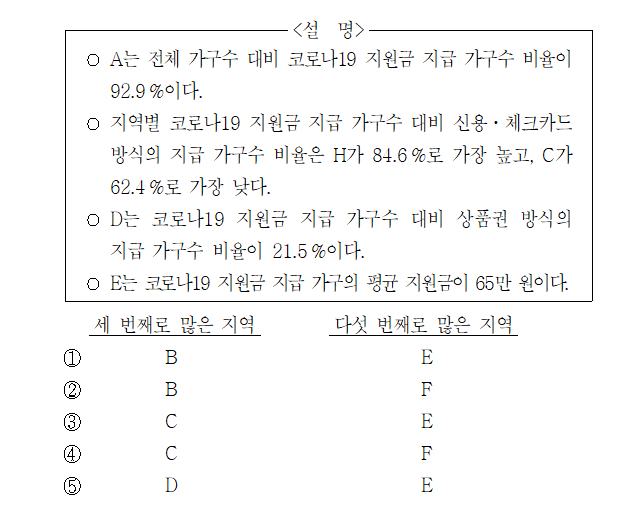 <설 명>
○ A는 전체 가구수 대비 코로나19 지원금 지급 가구수 비율이
92.9%이다.
○ 지역별 코로나19 지원금 지급 가구수 대비 신용·체크카드
방식의 지급 가구수 비율은 H가 84.6%로 가장 높고, C가
62.4%로 가장 낮다.
○ D는 코로나19 지원금 지급 가구수 대비 상품권 방식의
지급 가구수 비율이 21.5%이다.
○ E는 코로나19 지원금 지급 가구의 평균 지원금이 65만 원이다.
세 번째로 많은 지역 다섯 번째로 많은 지역
① B E
② B F
③ C E
④ C F
⑤ D E